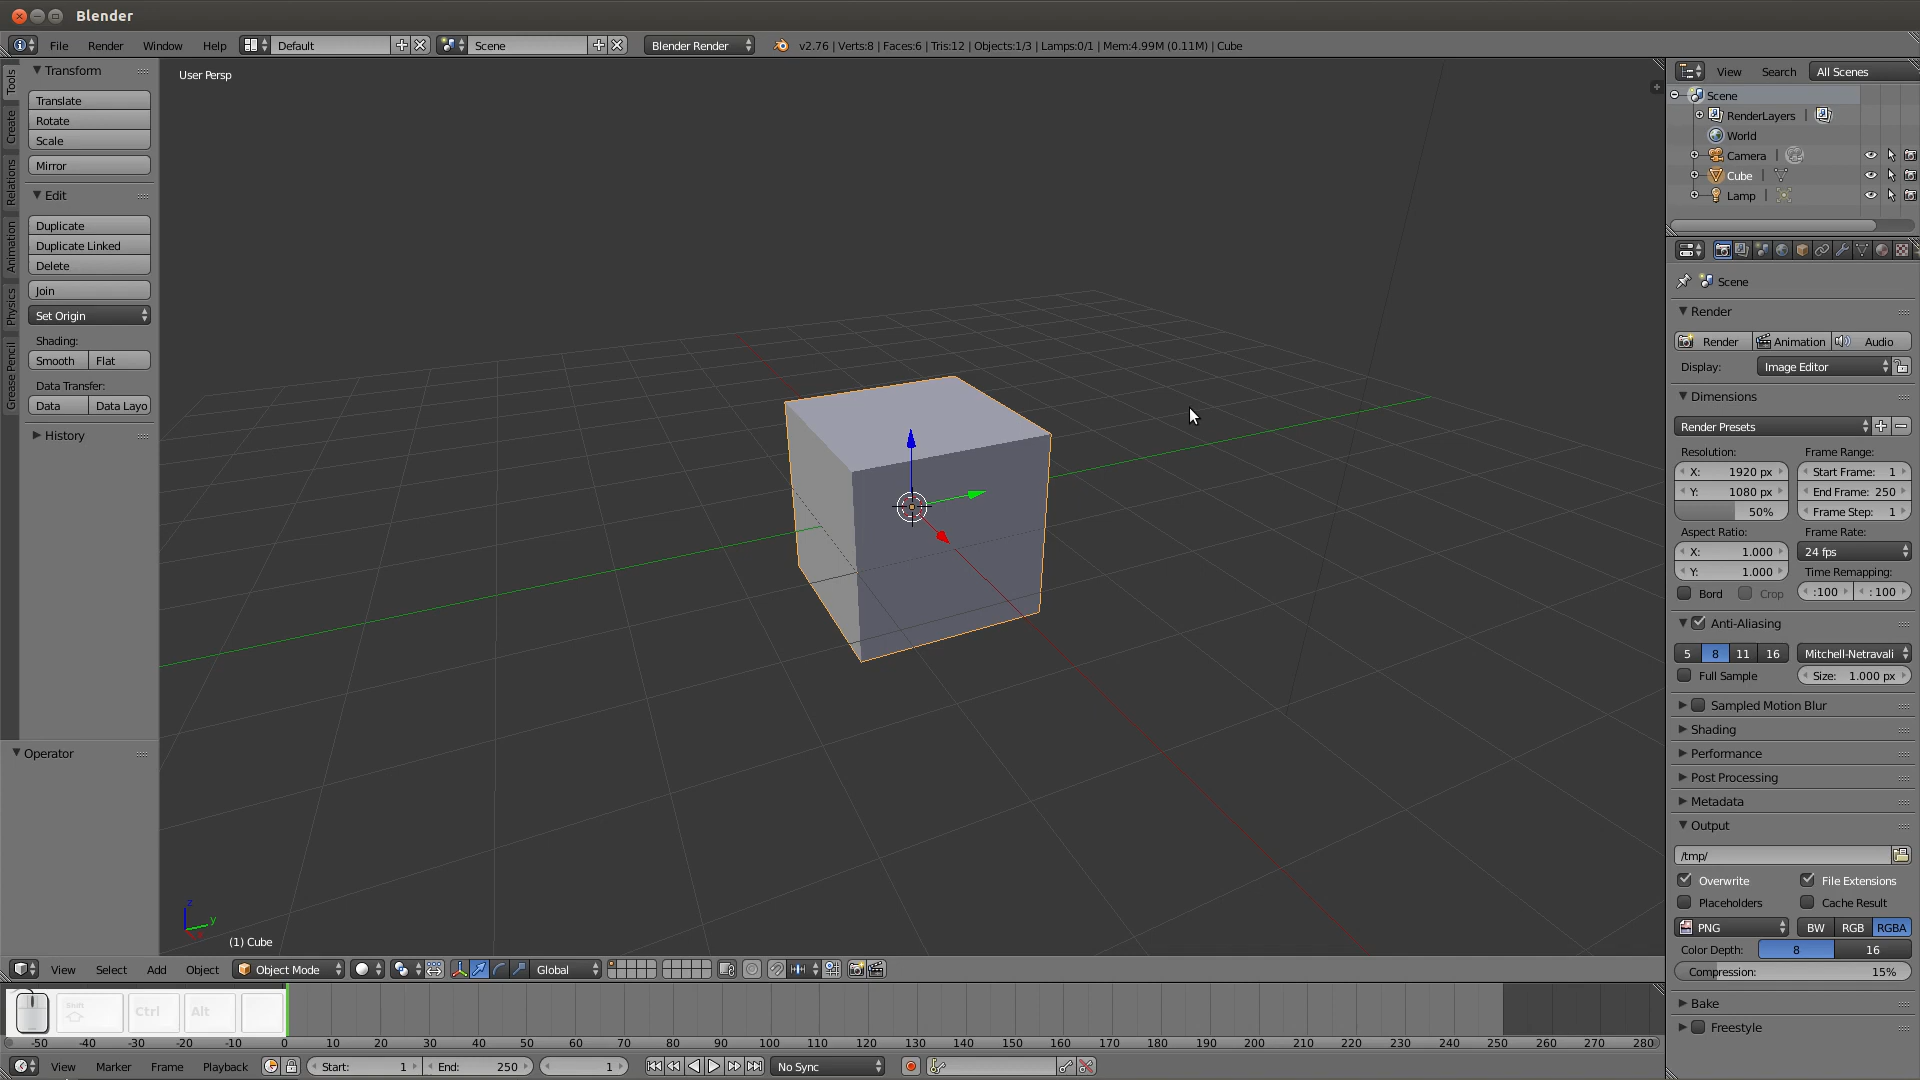 Blender
File Render Window Help Default Scene Blender Render v2.76 | Verts:8 | Faces:6 | Tris:12 | Objects:1/3 | Lamps:0/1 | Mem:4.99M (0.11M) | Cube
Tools
Create
Relations
Animation
Physics
Grease Pencil
Transform
Translate
Rotate
Scale
Mirror
Edit
Duplicate
Duplicate Linked
Delete
Join
Set Origin
Shading:
Smooth Flat
Data Transfer:
Data Data Layo
History
Operator
User Persp
z
y
(1) Cube
View Select Add Object Object Mode Global
Shift Ctrl Alt
-50 -40 -30 -20 -10 0 10 20 30 40 50 60 70 80 90 100 110 120 130 140 150 160 170 180 190 200 210 220 230 240 250 260 270 280
View Marker Frame Playback Start: 1 End: 250 1 No Sync
View Search All Scenes
Scene
RenderLayers |
World
Camera |
Cube |
Lamp |
Scene
Render
Render Animation Audio
Display: Image Editor
Dimensions
Render Presets
Resolution: Frame Range:
X: 1920 px Start Frame: 1
Y: 1080 px End Frame: 250
50% Frame Step: 1
Aspect Ratio: Frame Rate:
X: 1.000 24 fps
Y: 1.000 Time Remapping:
Bord Crop :100 : 100
Anti-Aliasing
5 8 11 16 Mitchell-Netravali
Full Sample Size: 1.000 px
Sampled Motion Blur
Shading
Performance
Post Processing
Metadata
Output
/tmp/
Overwrite File Extensions
Placeholders Cache Result
PNG BW RGB RGBA
Color Depth: 8 16
Compression: 15%
Bake
Freestyle